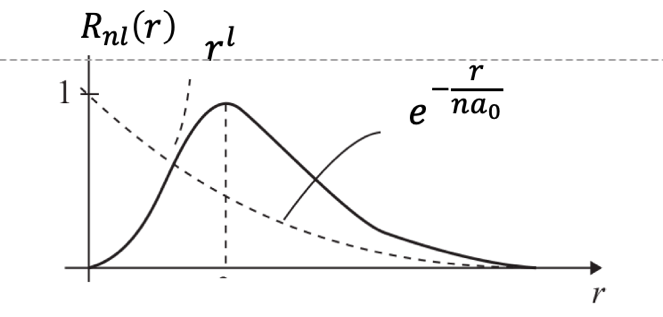 R_{nl}(r)
r^l
1
e^{-\frac{r}{na_0}}
r